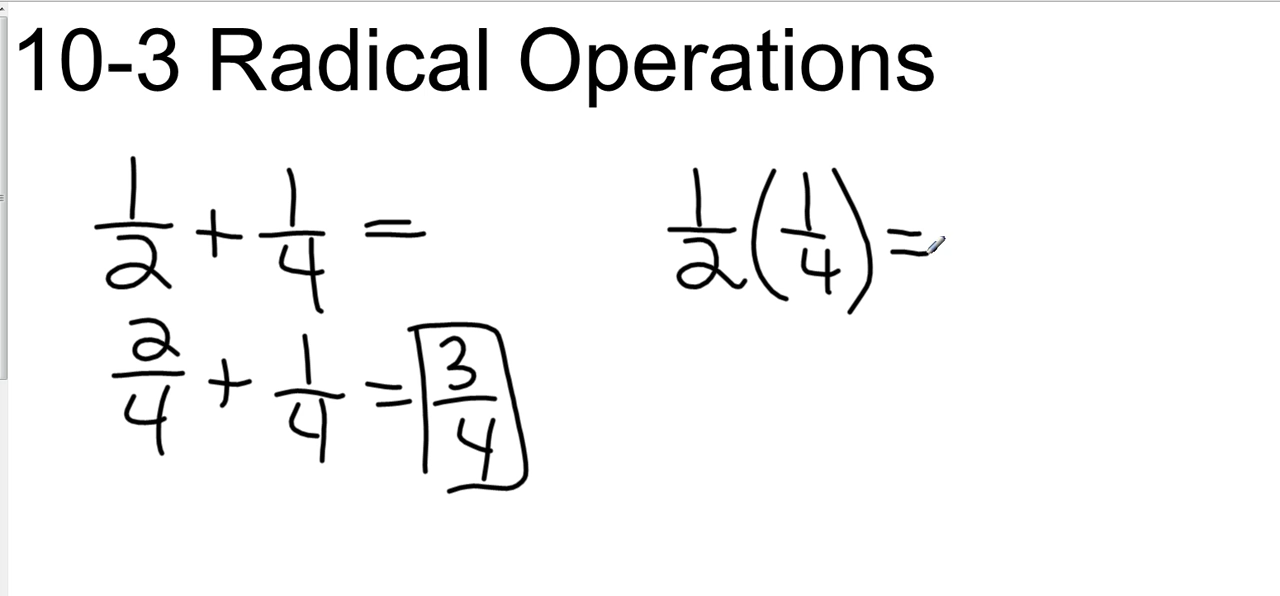 10-3 Radical Operations
1/2 + 1/4 =
1/2 (1/4) =
2/4 + 1/4 = 3/4